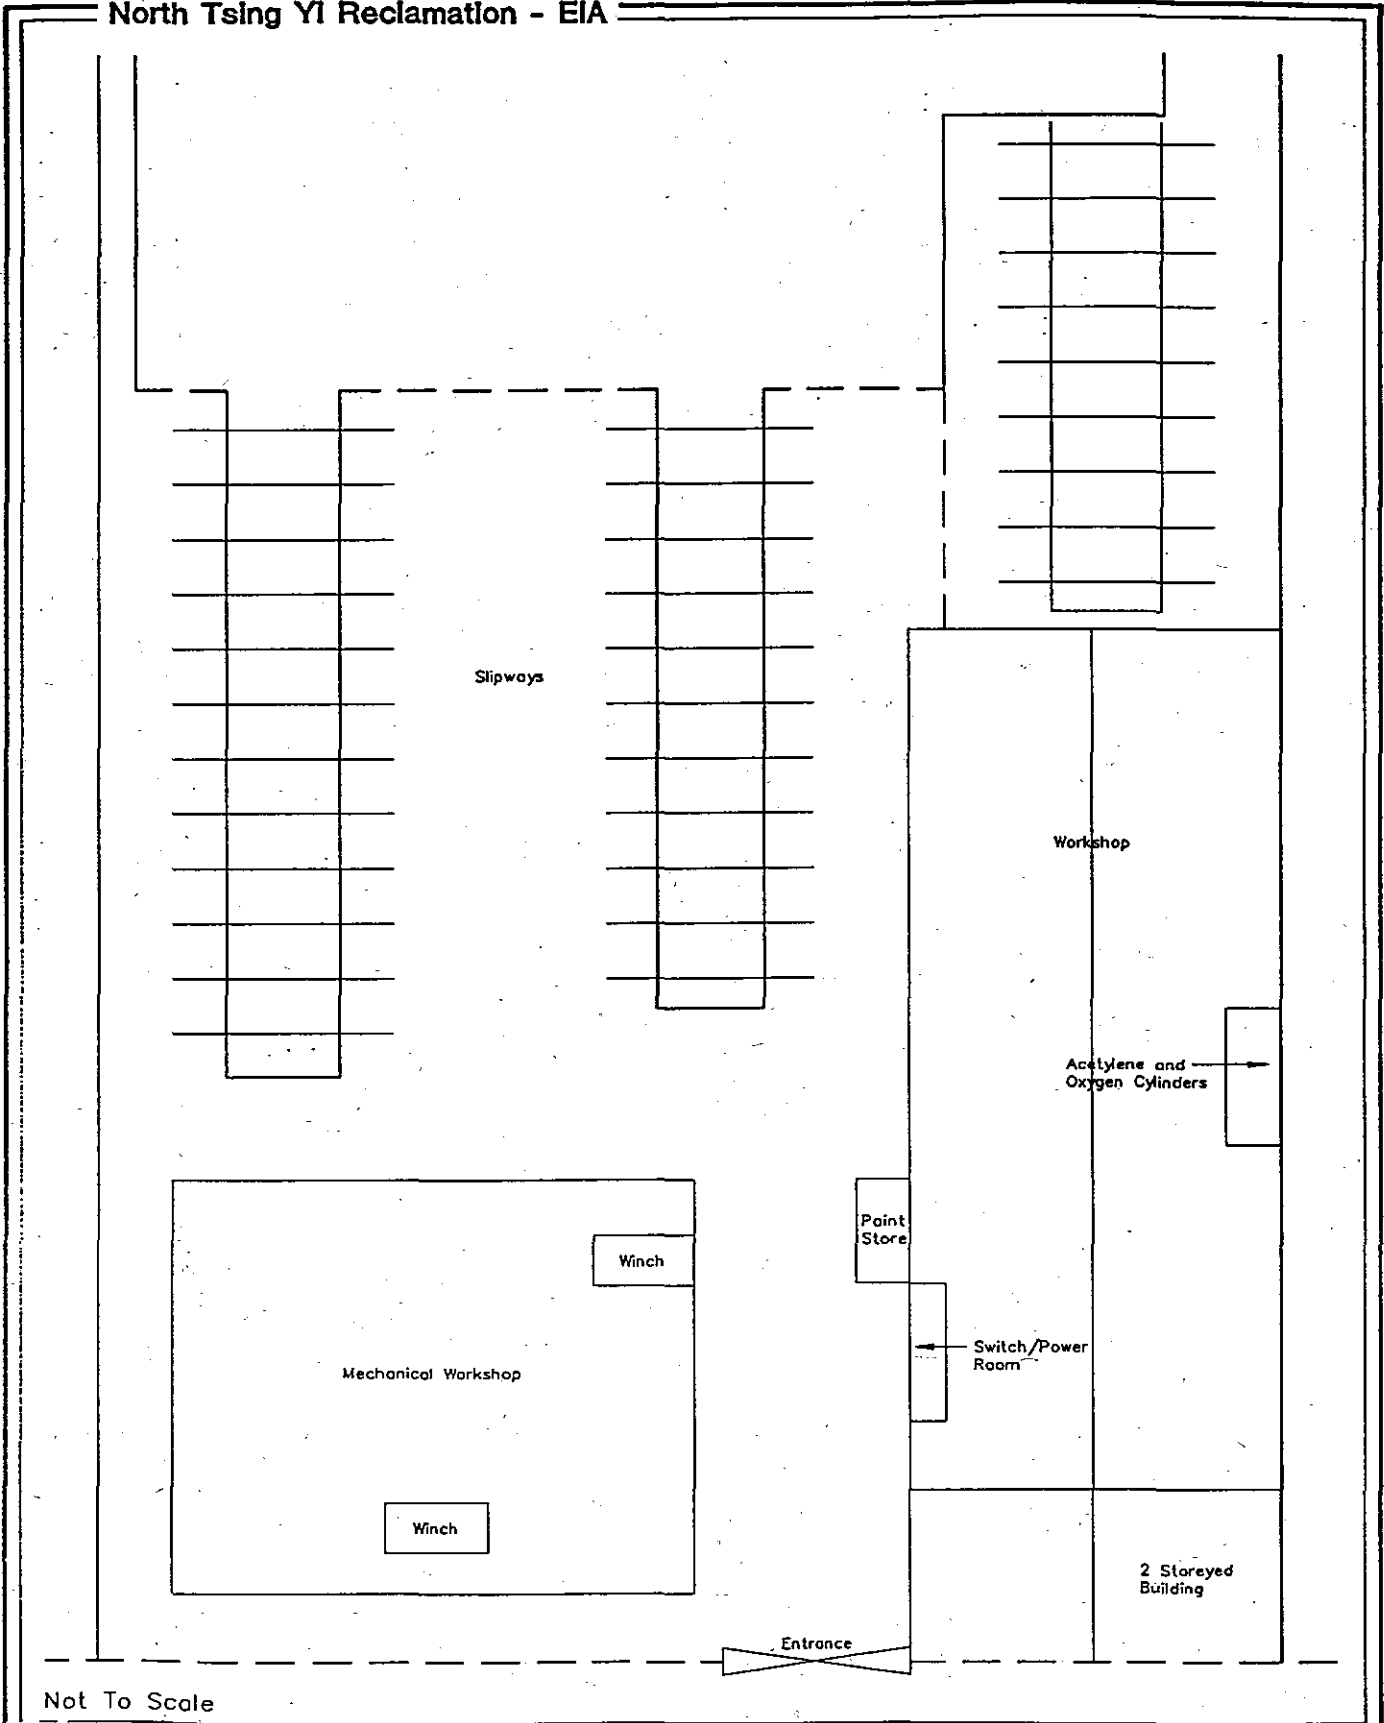 North Tsing Yi Reclamation - EIA
Slipways
Workshop
Acetylene and
Oxygen Cylinders
Paint
Store
Winch
Switch/Power
Room
Mechanical Workshop
Winch
2 Storeyed
Building
Entrance
Not To Scale